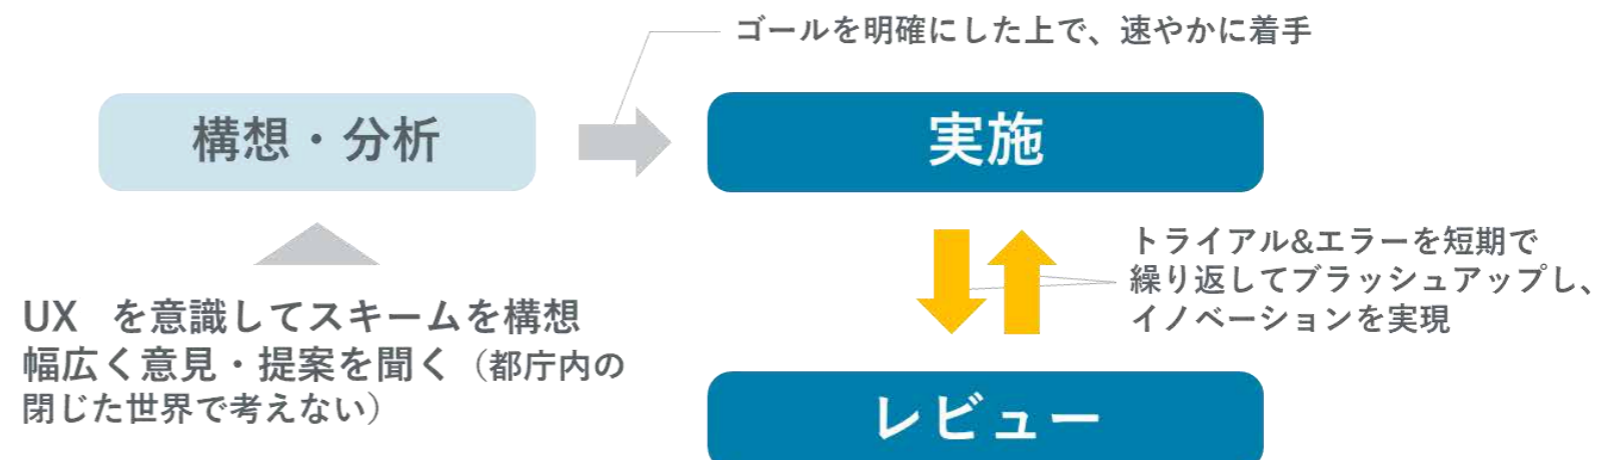 ゴールを明確にした上で、速やかに着手
構想・分析
実施
トライアル&エラーを短期で
繰り返してブラッシュアップし、
イノベーションを実現
UX を意識してスキームを構想
幅広く意見・提案を聞く（都庁内の
閉じた世界で考えない）
レビュー